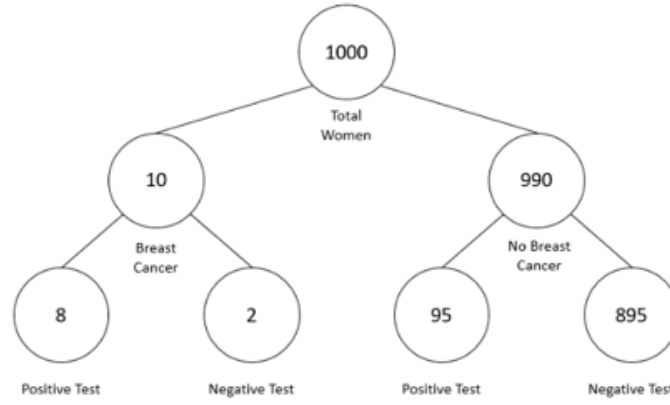 1000
Total
Women
10
990
Breast
Cancer
No Breast
Cancer
8
2
95
895
Positive Test
Negative Test
Positive Test
Negative Test